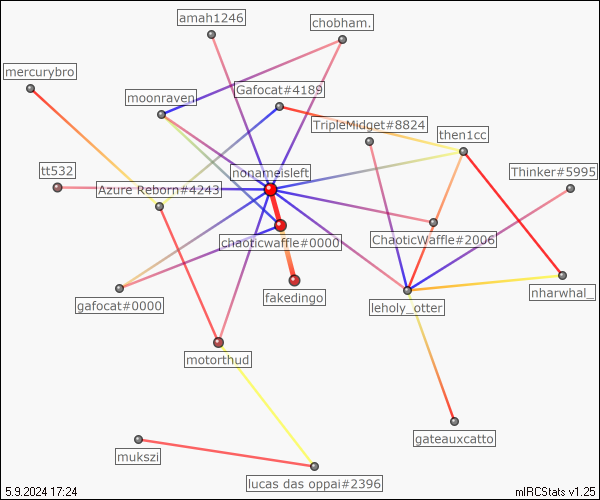 amah1246
chobham.
mercurybro
Gafocat#4189
moonraven
TripleMidget#8824
then1cc
tt532
nonameisleft
Thinker#5995
Azure Reborn#4243
chaoticwaffle#0000
ChaoticWaffle#2006
fakedingo
gafocat#0000
leholy_otter
nharwhal_
motorthud
gateauxcatto
mukszi
lucas das oppai#2396
5.9.2024 17:24
mIRCStats v1.25